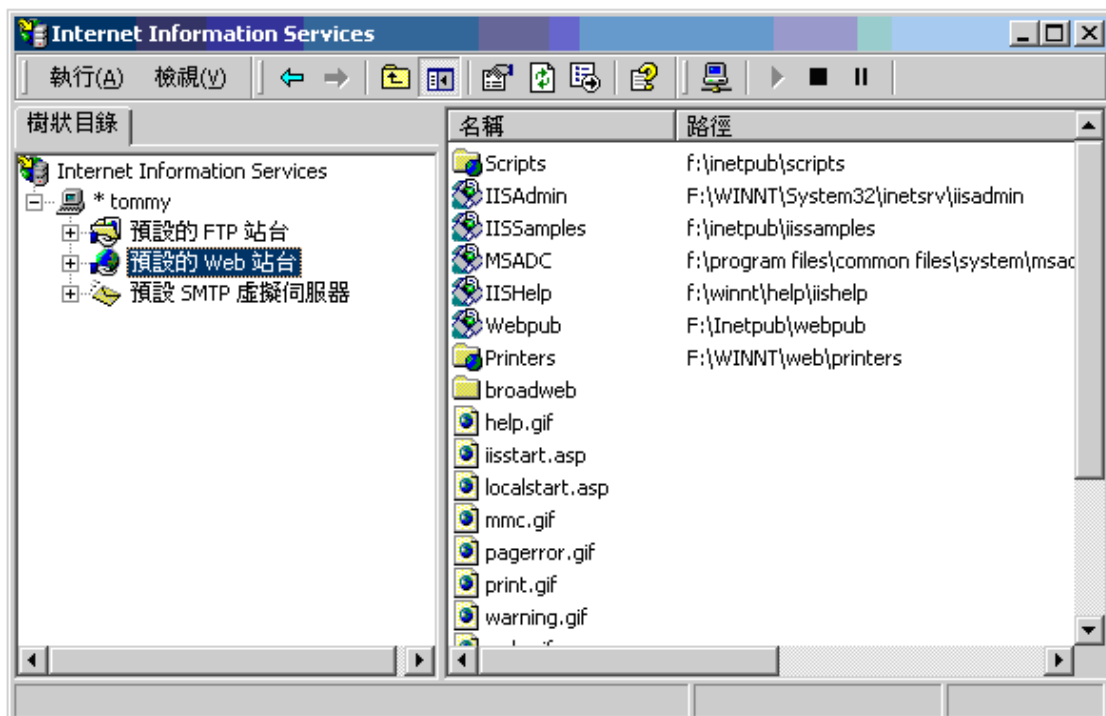 Internet Information Services
執行(A) 檢視(V)
樹狀目錄
Internet Information Services
* tommy
預設的 FTP 站台
預設的 Web 站台
預設 SMTP 虛擬伺服器
名稱 路徑
Scripts f:\inetpub\scripts
IISAdmin F:\WINNT\System32\inetsrv\iisadmin
IISSamples f:\inetpub\iissamples
MSADC f:\program files\common files\system\msadc
IISHelp f:\winnt\help\iishelp
Webpub F:\Inetpub\webpub
Printers F:\WINNT\web\printers
broadweb
help.gif
iisstart.asp
localstart.asp
mmc.gif
pagerror.gif
print.gif
warning.gif